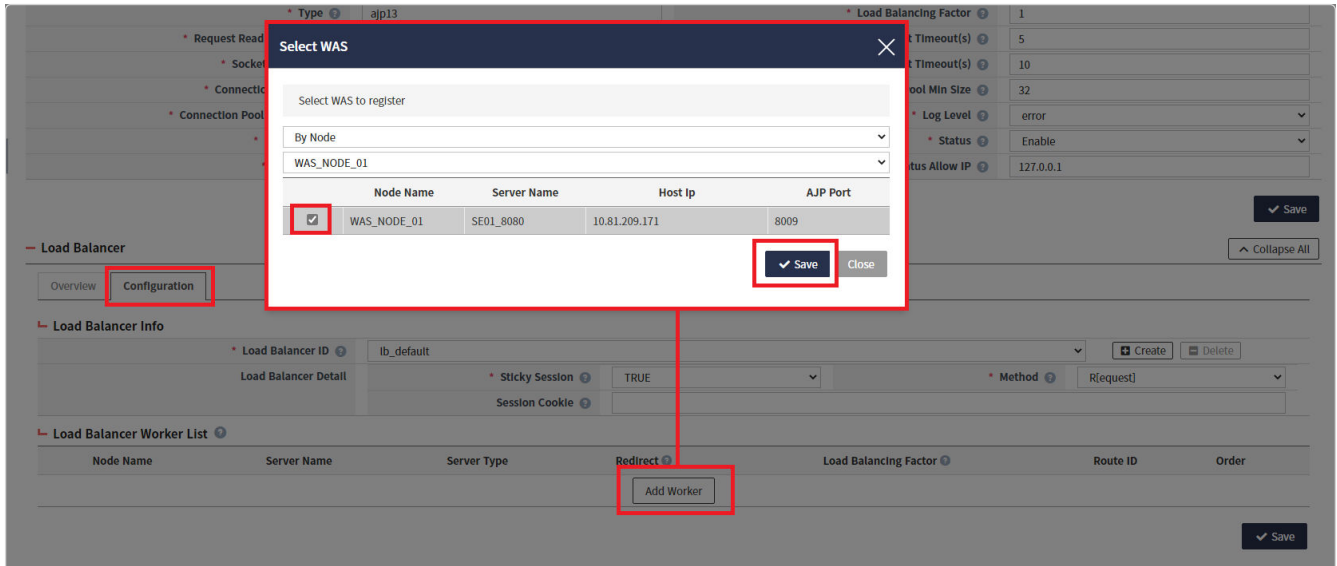 * Type ajp13 * Load Balancing Factor 1
* Request Read t Timeout(s) 5
Select WAS
* Socket t Timeout(s) 10
* Connectio ool Min Size 32
Select WAS to register
* Connection Pool * Log Level error
By Node
* * Status Enable
WAS_NODE_01
tus Allow IP 127.0.0.1
Node Name Server Name Host Ip AJP Port
WAS_NODE_01 SE01_8080 10.81.209.171 8009
Save
Load Balancer
Collapse All
Save Close
Overview Configuration
Load Balancer Info
* Load Balancer ID lb_default Create Delete
Load Balancer Detail * Sticky Session TRUE * Method R[equest]
Session Cookie
Load Balancer Worker List
Node Name Server Name Server Type Redirect Load Balancing Factor Route ID Order
Add Worker
Save